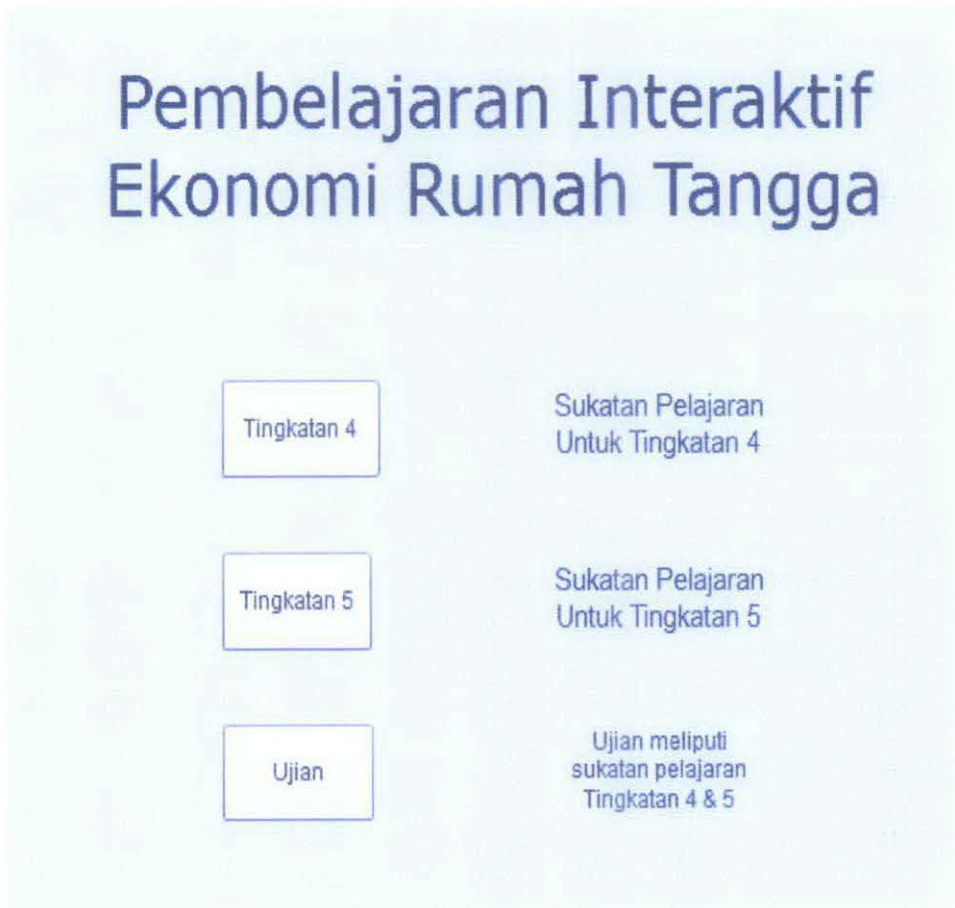 Pembelajaran Interaktif
Ekonomi Rumah Tangga
Tingkatan 4
Sukatan Pelajaran
Untuk Tingkatan 4
Tingkatan 5
Sukatan Pelajaran
Untuk Tingkatan 5
Ujian
Ujian meliputi
sukatan pelajaran
Tingkatan 4 & 5